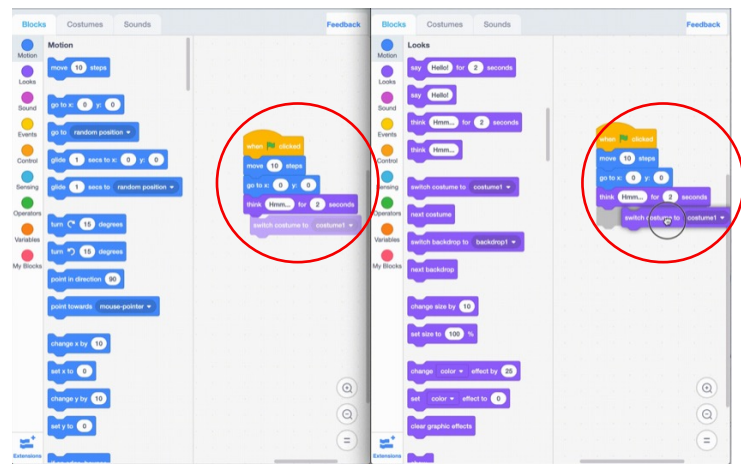 Blocks Costumes Sounds Feedback
Motion
Motion
Looks
Sound
Events
Control
Sensing
Operators
Variables
My Blocks
Extensions
move 10 steps
go to x: 0 y: 0
go to random position
glide 1 secs to x: 0 y: 0
glide 1 secs to random position
turn 15 degrees
turn 15 degrees
point in direction 90
point towards mouse-pointer
change x by 10
set x to 0
change y by 10
set y to 0
when clicked
move 10 steps
go to x: 0 y: 0
think Hmm... for 2 seconds
switch costume to costume1
Blocks Costumes Sounds Feedback
Looks
Motion
Looks
Sound
Events
Control
Sensing
Operators
Variables
My Blocks
Extensions
say Hello! for 2 seconds
say Hello!
think Hmm... for 2 seconds
think Hmm...
switch costume to costume1
next costume
switch backdrop to backdrop1
next backdrop
change size by 10
set size to 100 %
change color effect by 25
set color effect to 0
clear graphic effects
when clicked
move 10 steps
go to x: 0 y: 0
think Hmm... for 2 seconds
switch costume to costume1